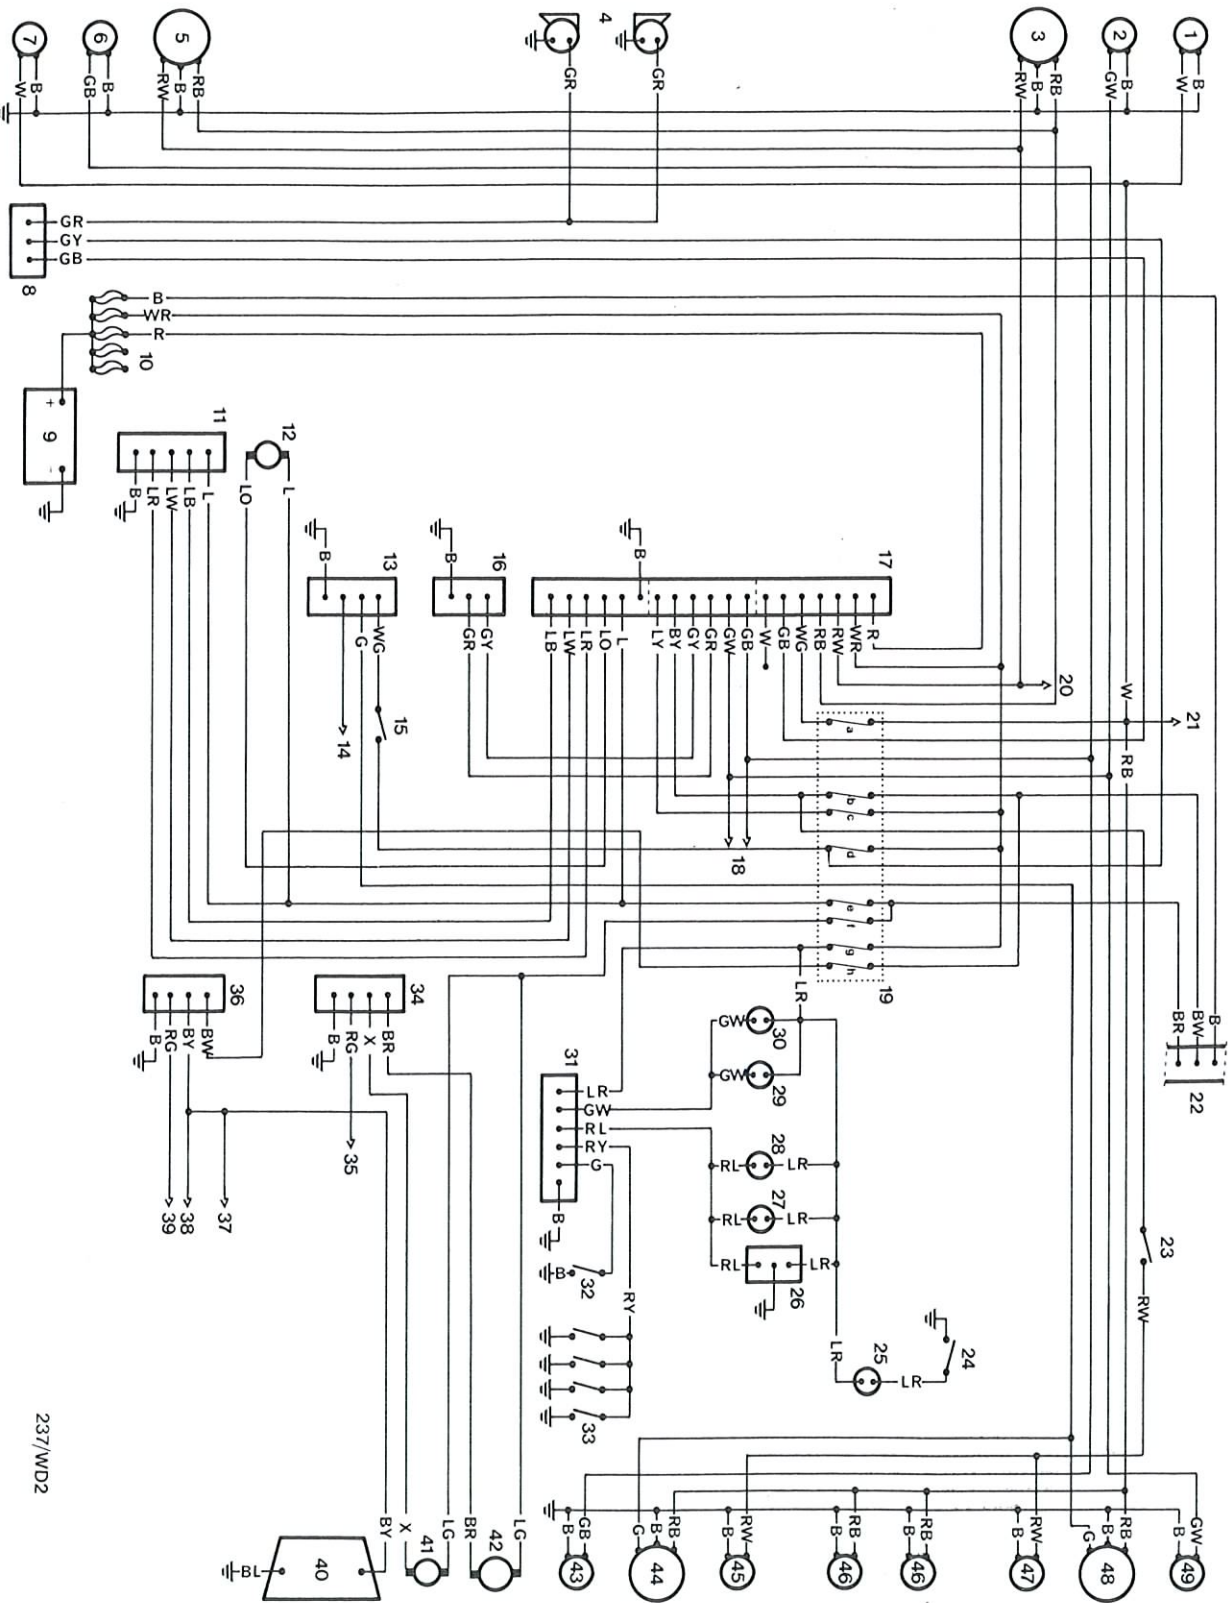 1
B
W
2
B
GW
3
RB
B
RW
4
GR
GR
5
RB
B
RW
6
B
GB
7
B
W
8
GR
GY
GB
9
+
-
10
B
WR
R
11
L
LB
LW
LR
B
12
L
LO
13
WG
G
B
14
15
16
GY
GR
B
17
R
WR
RW
RB
WG
GB
W
GB
GW
GR
GY
BY
LY
B
L
LO
LR
LW
LB
18
19
a
b
c
d
e
f
g
h
20
21
W
RB
22
B
BW
BR
23
RW
24
LR
25
LR
26
LR
RL
27
LR
RL
28
LR
RL
29
GW
30
GW
LR
31
LR
GW
RL
RY
G
B
32
B
33
RY
34
BR
X
RG
B
35
36
BW
BY
RG
B
37
38
39
40
BY
BL
41
LG
X
42
LG
BR
43
GB
B
44
RB
B
G
45
RW
B
46
RB
B
46
RB
B
47
RW
B
48
RB
B
G
49
GW
B
237/WD2